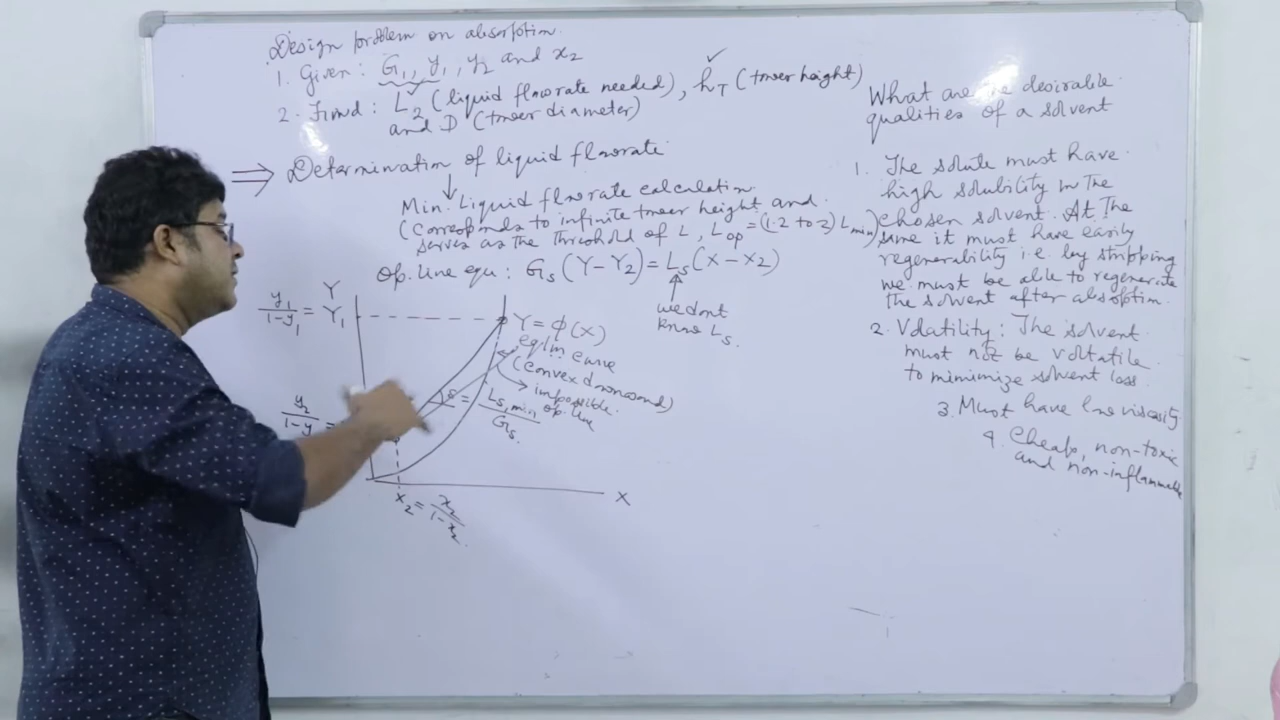 Design problem on absorption.
1. Given: G₁, y₁, y₂ and x₂
2. Find: L₂ (liquid flowrate needed), h_T (tower height)
and D (tower diameter)
⇒ Determination of liquid flowrate
Min. Liquid flowrate calculation.
(corresponds to infinite tower height and
serves as the threshold of L, L_op = (1.2 to 2) L_min)
Op. line equ: G_s (Y-Y₂) = L_s (X-X₂)
we dont
know L_s.
Y
y₁/(1-y₁) = Y₁
Y = φ(X)
eqlm curve
(convex downward)
impossible
op. line
s = L_s,min/G_s.
y₂/(1-y =
X
x₂ = x₂/(1-x₂.
What are the desirable
qualities of a solvent
1. The solute must have
high solubility in the
chosen solvent. At the
same it must have easily
regenerability i.e. by stripping
we must be able to regenerate
the solvent after absorption.
2. Volatility: The solvent
must not be voltatile
to minimize solvent loss.
3. Must have low viscosity
4. Cheap, non-toxic
and non-inflammable